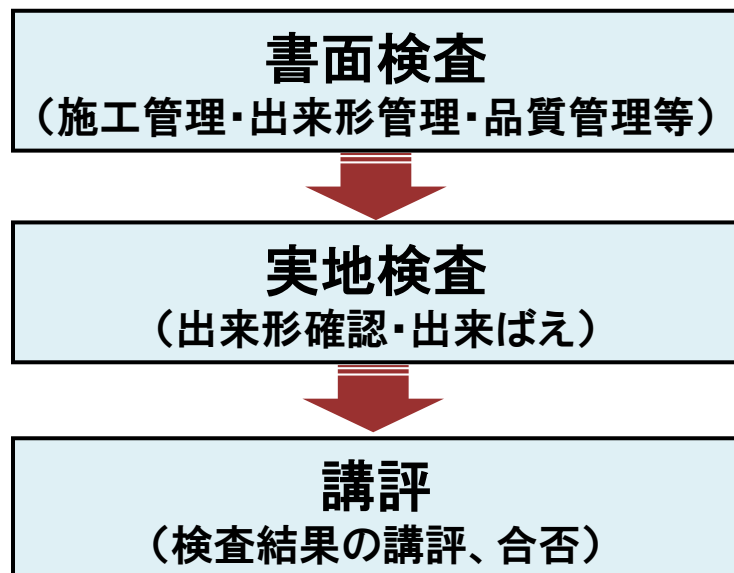 書面検査
（施工管理・出来形管理・品質管理等）
実地検査
（出来形確認・出来ばえ）
講評
（検査結果の講評、合否）